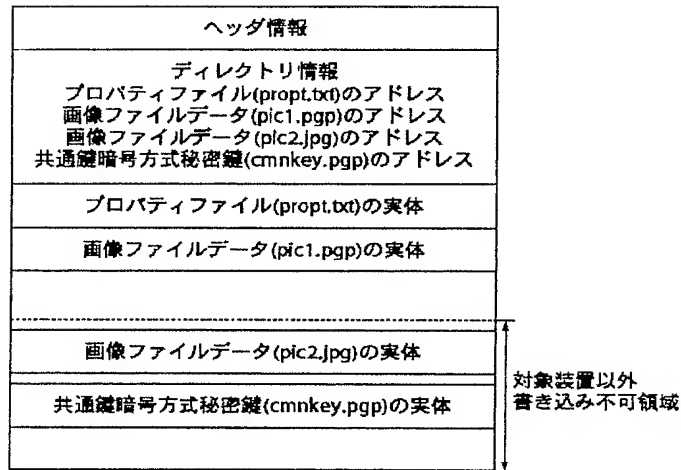 ヘッダ情報
ディレクトリ情報
プロパティファイル(propt.txt)のアドレス
画像ファイルデータ(pic1.pgp)のアドレス
画像ファイルデータ(pic2.jpg)のアドレス
共通鍵暗号方式秘密鍵(cmnkey.pgp)のアドレス
プロパティファイル(propt.txt)の実体
画像ファイルデータ(pic1.pgp)の実体
画像ファイルデータ(pic2.jpg)の実体
共通鍵暗号方式秘密鍵(cmnkey.pgp)の実体
対象装置以外
書き込み不可領域